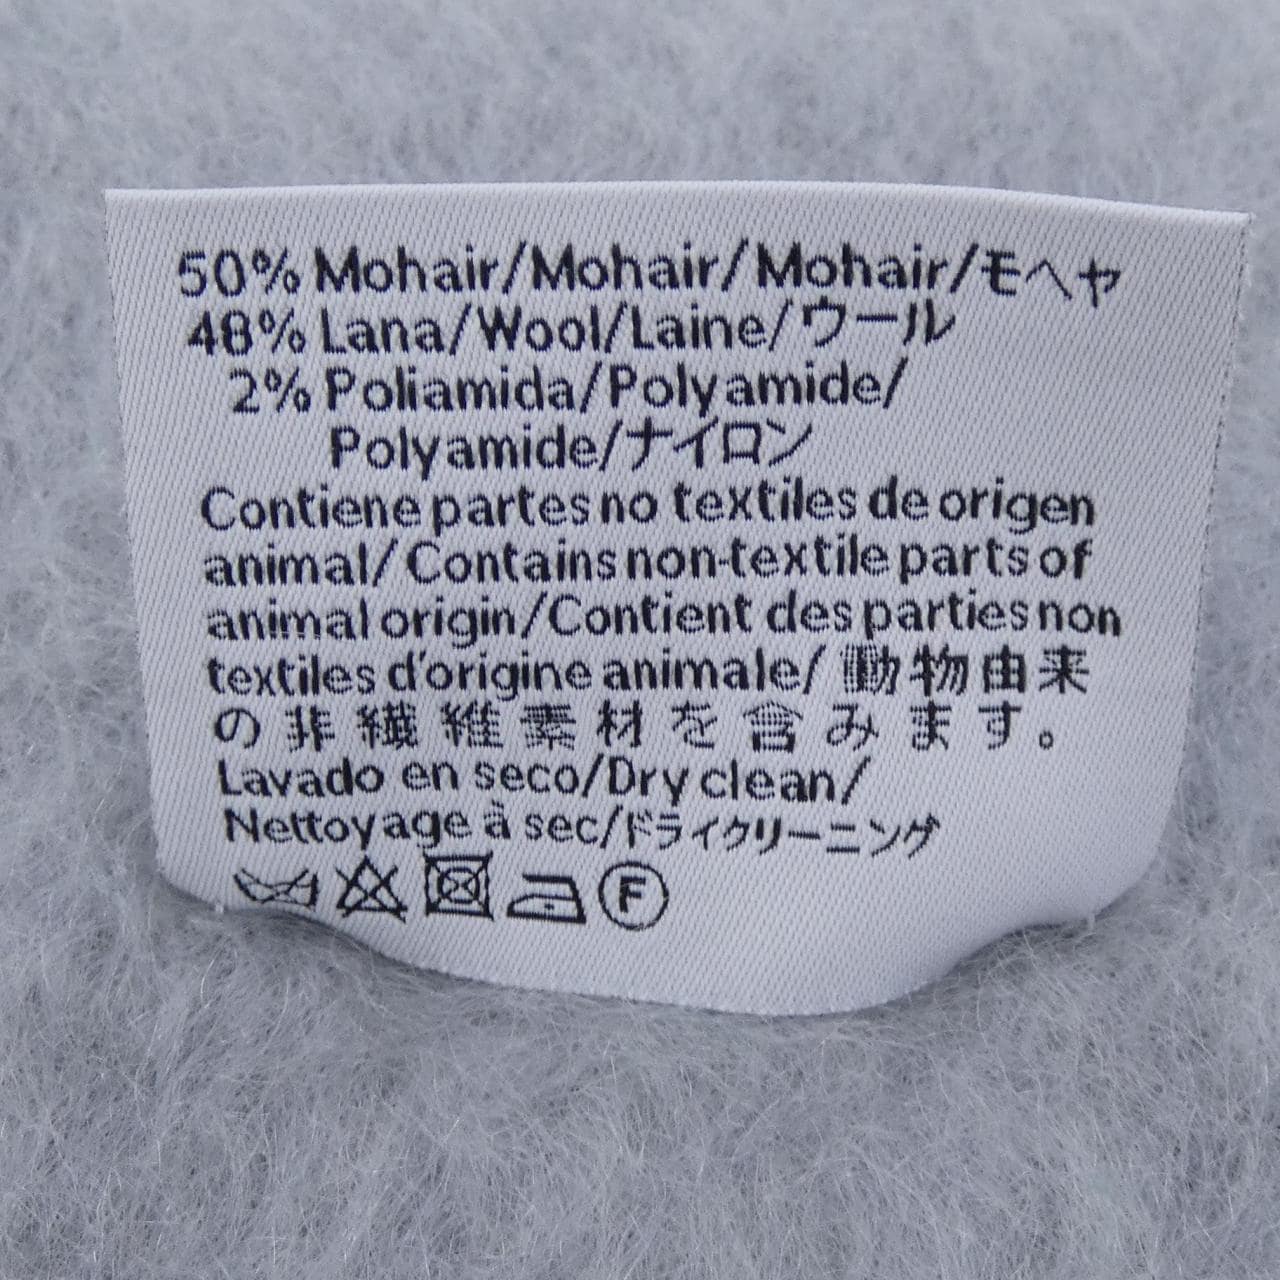 50% Mohair/Mohair/Mohair/モヘヤ
48% Lana/Wool/Laine/ウール
2% Poliamida/Polyamide/
Polyamide/ナイロン
Contiene partes no textiles de origen
animal/Contains non-textile parts of
animal origin/Contient des parties non
textiles d'origine animale/動物由来
の非繊維素材を含みます。
Lavado en seco/Dry clean/
Nettoyage à sec/ドライクリーニング
F